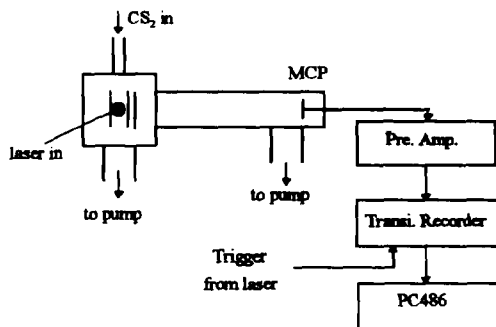 CS₂ in
MCP
laser in
Pre. Amp.
to pump
to pump
Transi. Recorder
Trigger
from laser
PC486